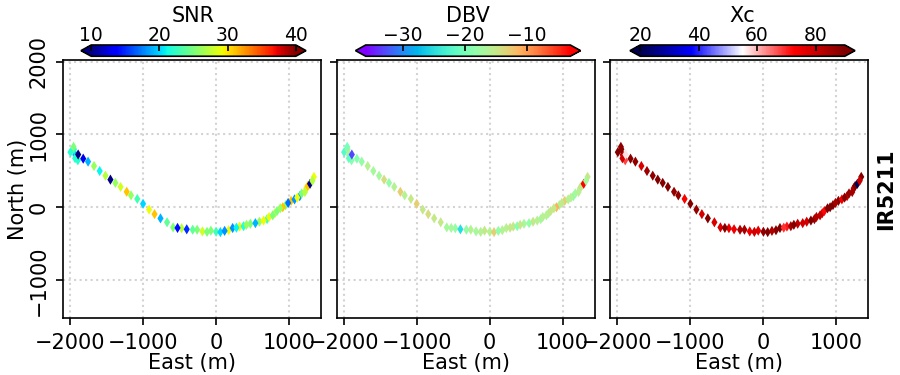 SNR DBV Xc
10 20 30 40 −30 −20 −10 20 40 60 80
2000
1000
0
−1000
North (m)
−2000 −1000 0 1000 −2000 −1000 0 1000 −2000 −1000 0 1000
East (m) East (m) East (m)
IR5211